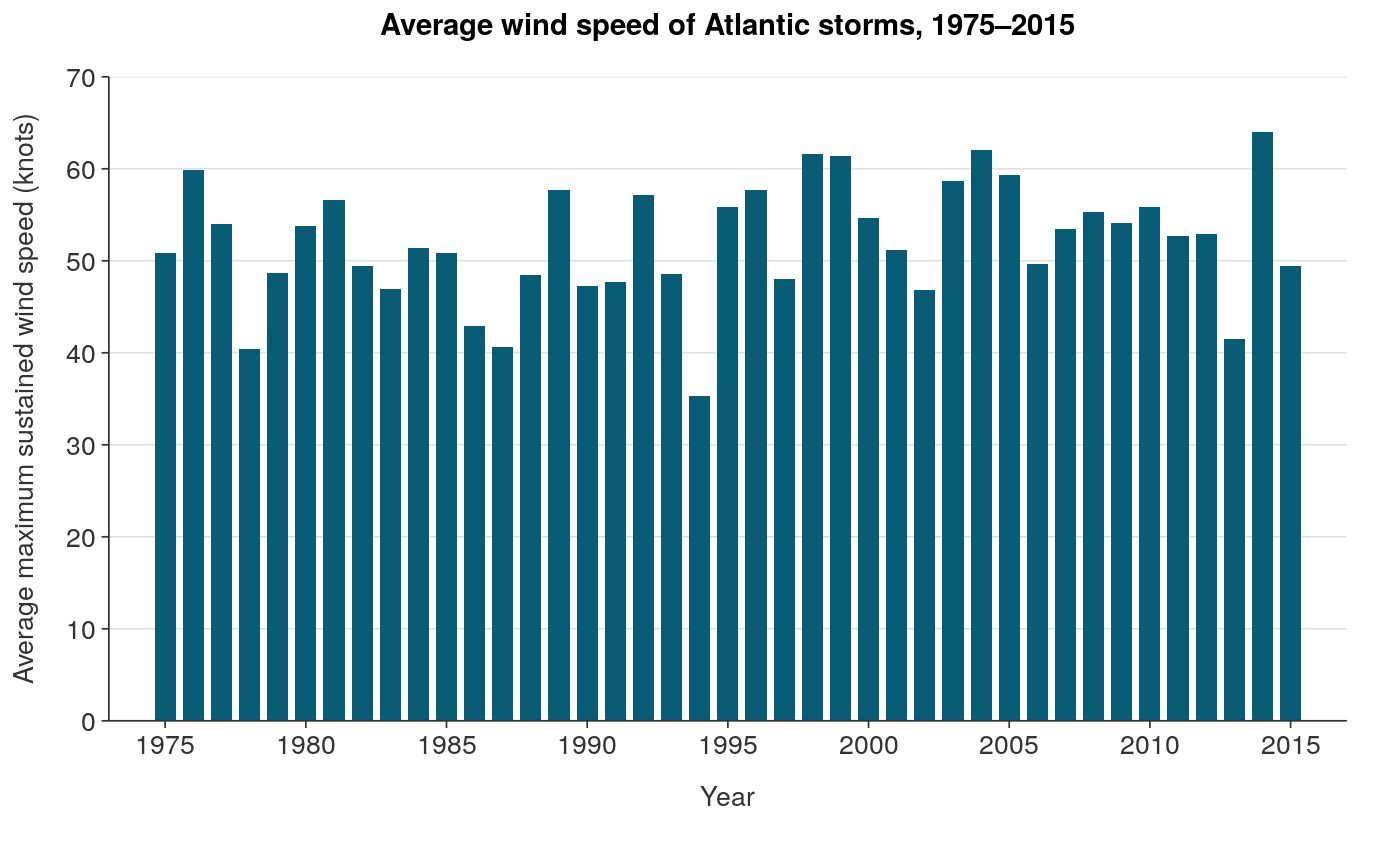 Average wind speed of Atlantic storms, 1975–2015
Average maximum sustained wind speed (knots)
70
60
50
40
30
20
10
0
1975 1980 1985 1990 1995 2000 2005 2010 2015
Year